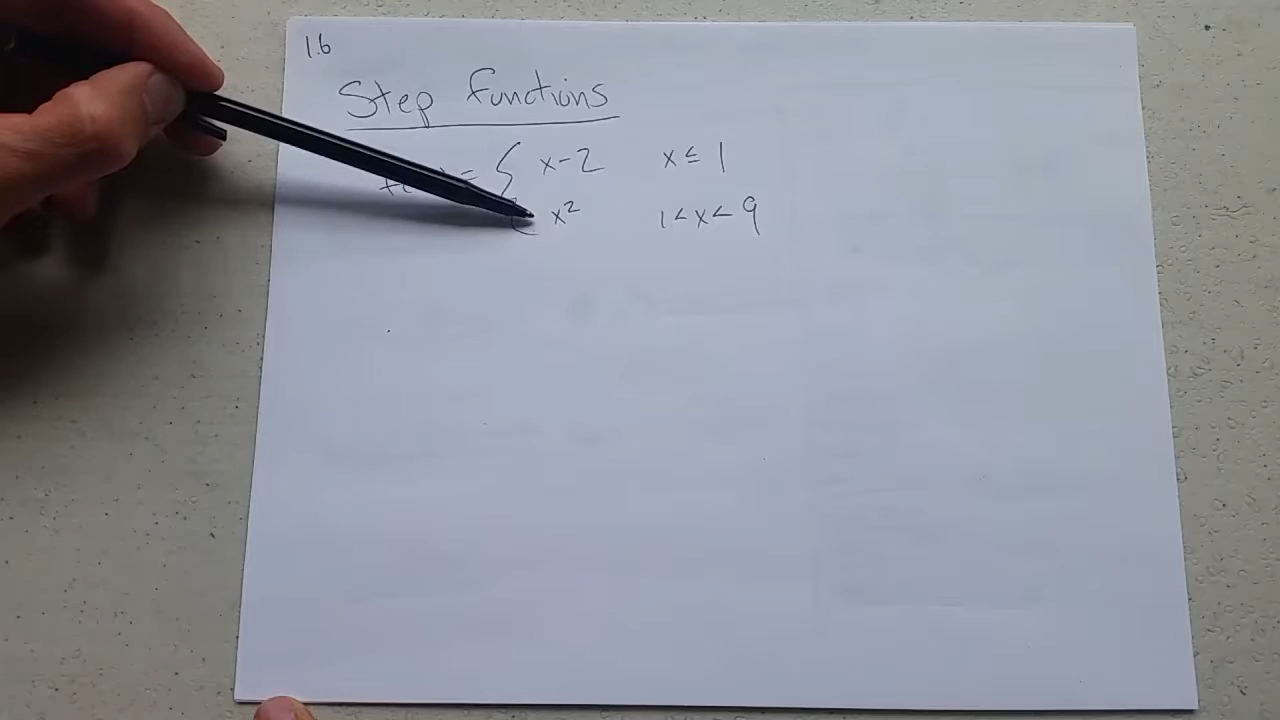 1.6
Step Functions
= { x-2 x ≤ 1
x² 1 < x < 9